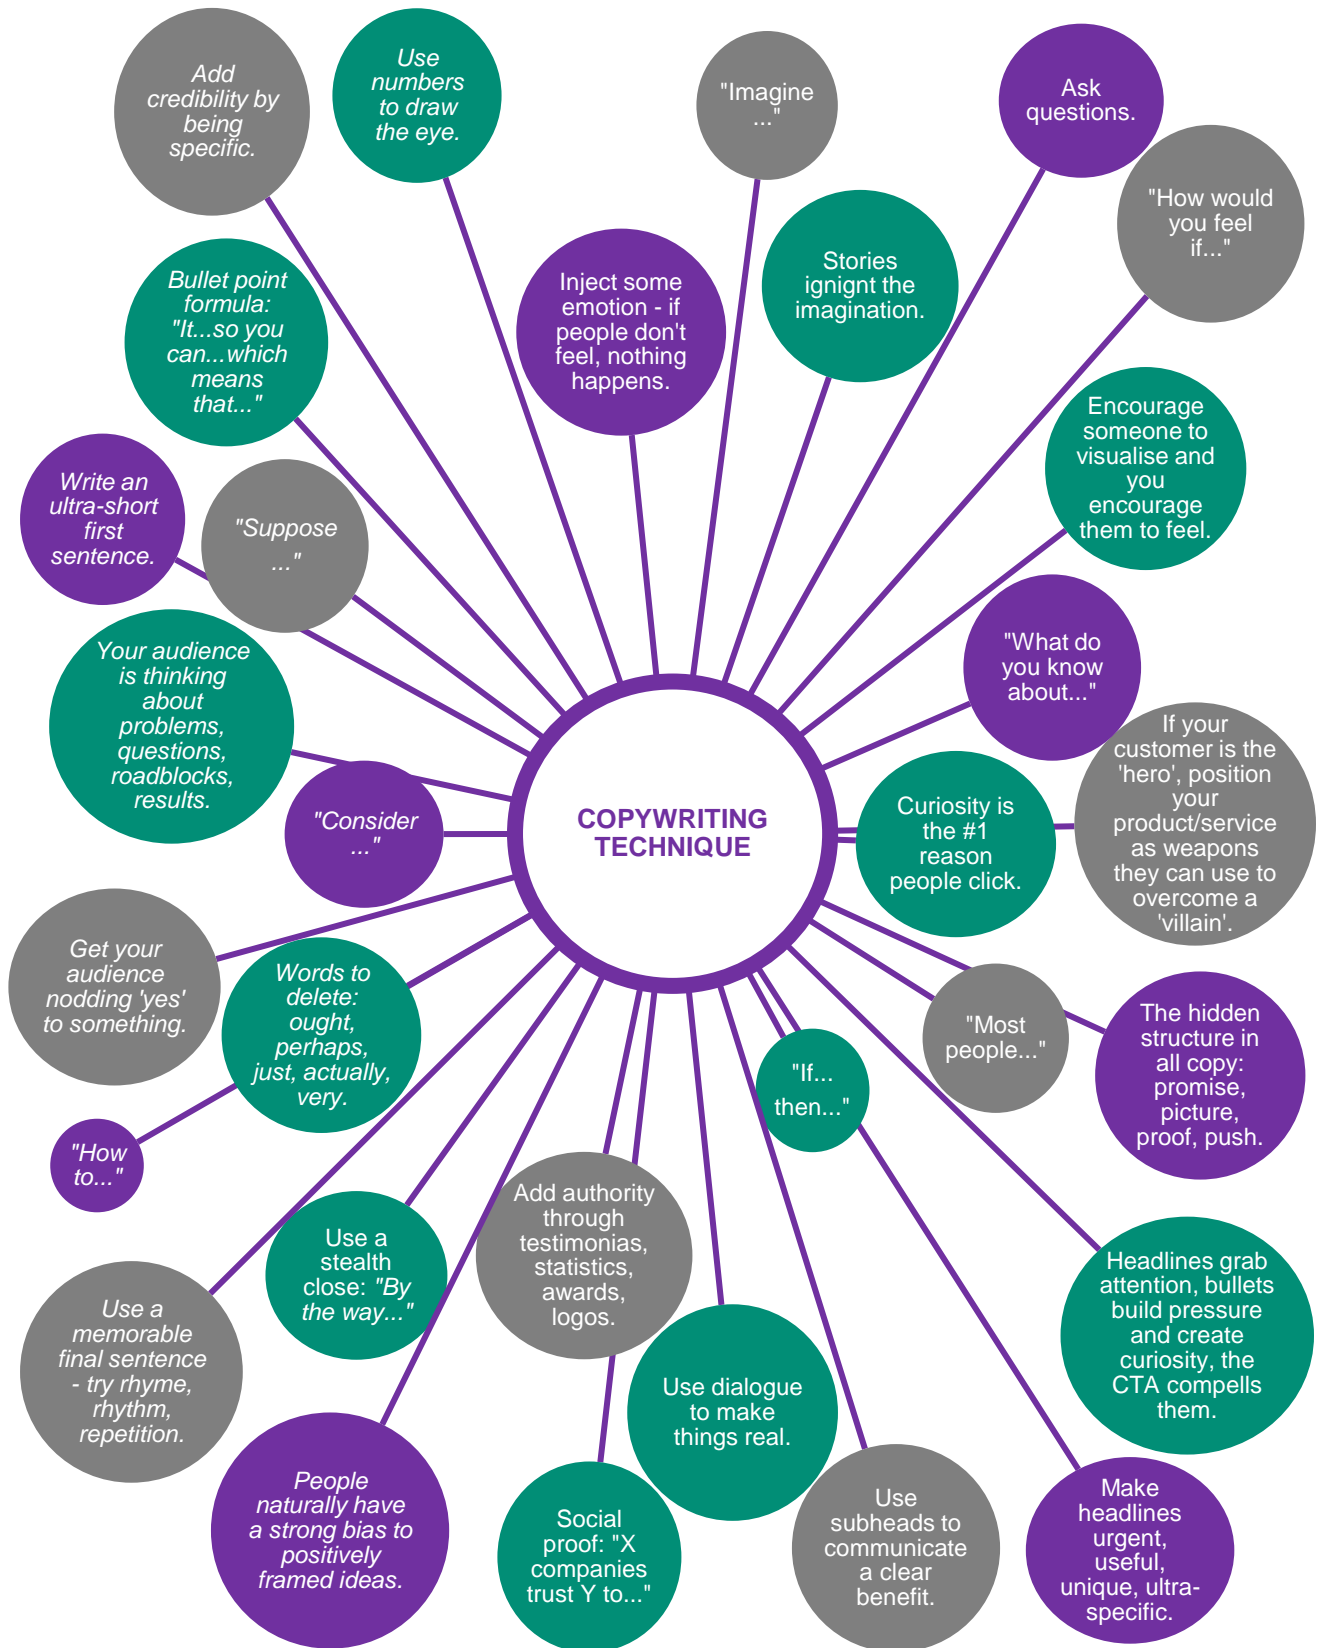 Add
credibility by
being
specific.
Use
numbers
to draw
the eye.
"Imagine
..."
Ask
questions.
"How would
you feel
if..."
Bullet point
formula:
"It...so you
can...which
means
that..."
Inject some
emotion - if
people don't
feel, nothing
happens.
Stories
ignignt the
imagination.
Encourage
someone to
visualise and
you
encourage
them to feel.
Write an
ultra-short
first
sentence.
"Suppose
..."
Your audience
is thinking
about
problems,
questions,
roadblocks,
results.
"What do
you know
about..."
"Consider
..."
COPYWRITING
TECHNIQUE
Curiosity is
the #1
reason
people click.
If your
customer is the
'hero', position
your
product/service
as weapons
they can use to
overcome a
'villain'.
Get your
audience
nodding 'yes'
to something.
Words to
delete:
ought,
perhaps,
just, actually,
very.
"Most
people..."
The hidden
structure in
all copy:
promise,
picture,
proof, push.
"If...
then..."
"How
to..."
Use a
stealth
close: "By
the way..."
Add authority
through
testimonias,
statistics,
awards,
logos.
Headlines grab
attention, bullets
build pressure
and create
curiosity, the
CTA compells
them.
Use a
memorable
final sentence
- try rhyme,
rhythm,
repetition.
Use dialogue
to make
things real.
People
naturally have
a strong bias to
positively
framed ideas.
Social
proof: "X
companies
trust Y to..."
Use
subheads to
communicate
a clear
benefit.
Make
headlines
urgent,
useful,
unique, ultra-
specific.